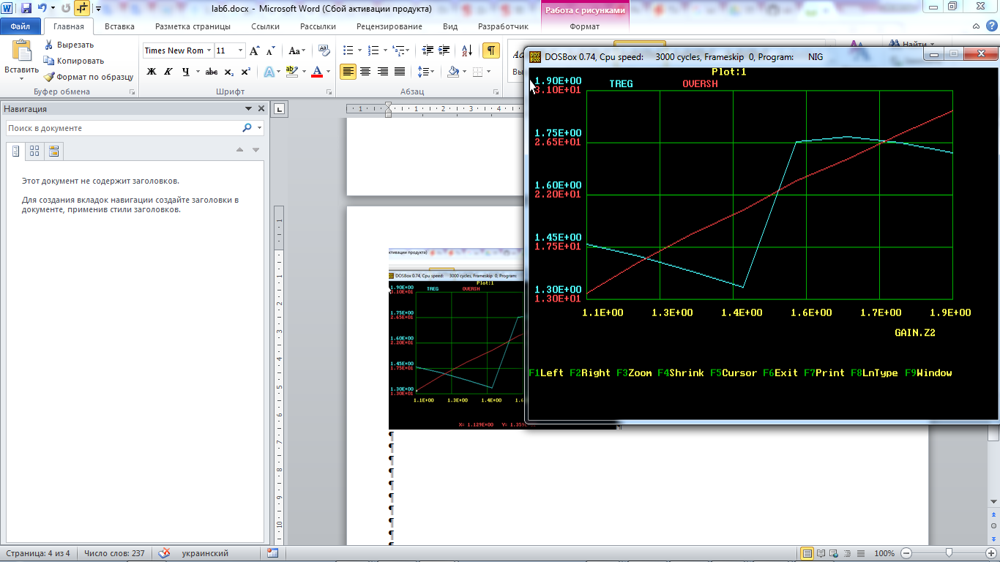 lab6.docx - Microsoft Word (Сбой активации продукта)
Работа с рисунками
Файл
Главная
Вставка
Разметка страницы
Ссылки
Рассылки
Рецензирование
Вид
Разработчик
Формат
Вставить
Вырезать
Копировать
Формат по образцу
Буфер обмена
Times New Rom
11
Ж К Ч abc x₂ x²
Шрифт
Абзац
Найти
Навигация
Поиск в документе
Этот документ не содержит заголовков.
Для создания вкладок навигации создайте заголовки в
документе, применив стили заголовков.
DOSBox 0.74, Cpu speed: 3000 cycles, Frameskip 0, Program: NIG
Plot:1
TREG OVERSH
1.90E+00
3.10E+01
1.75E+00
2.65E+01
1.60E+00
2.20E+01
1.45E+00
1.75E+01
1.30E+00
1.30E+01
1.1E+00 1.3E+00 1.4E+00 1.6E+00 1.7E+00 1.9E+00
GAIN.Z2
F1Left F2Right F3Zoom F4Shrink F5Cursor F6Exit F7Print F8LnType F9Window
активации продукта)
DOSBox 0.74, Cpu speed: 3000 cycles, Frameskip 0, Program:
Plot:1
TREG OVERSH
1.90E+00
3.10E+01
1.75E+00
2.65E+01
1.60E+00
2.20E+01
1.45E+00
1.75E+01
1.30E+00
1.30E+01
1.1E+00 1.3E+00 1.4E+00
X: 1.129E+00 Y:
Страница: 4 из 4
Число слов: 237
украинский
100%